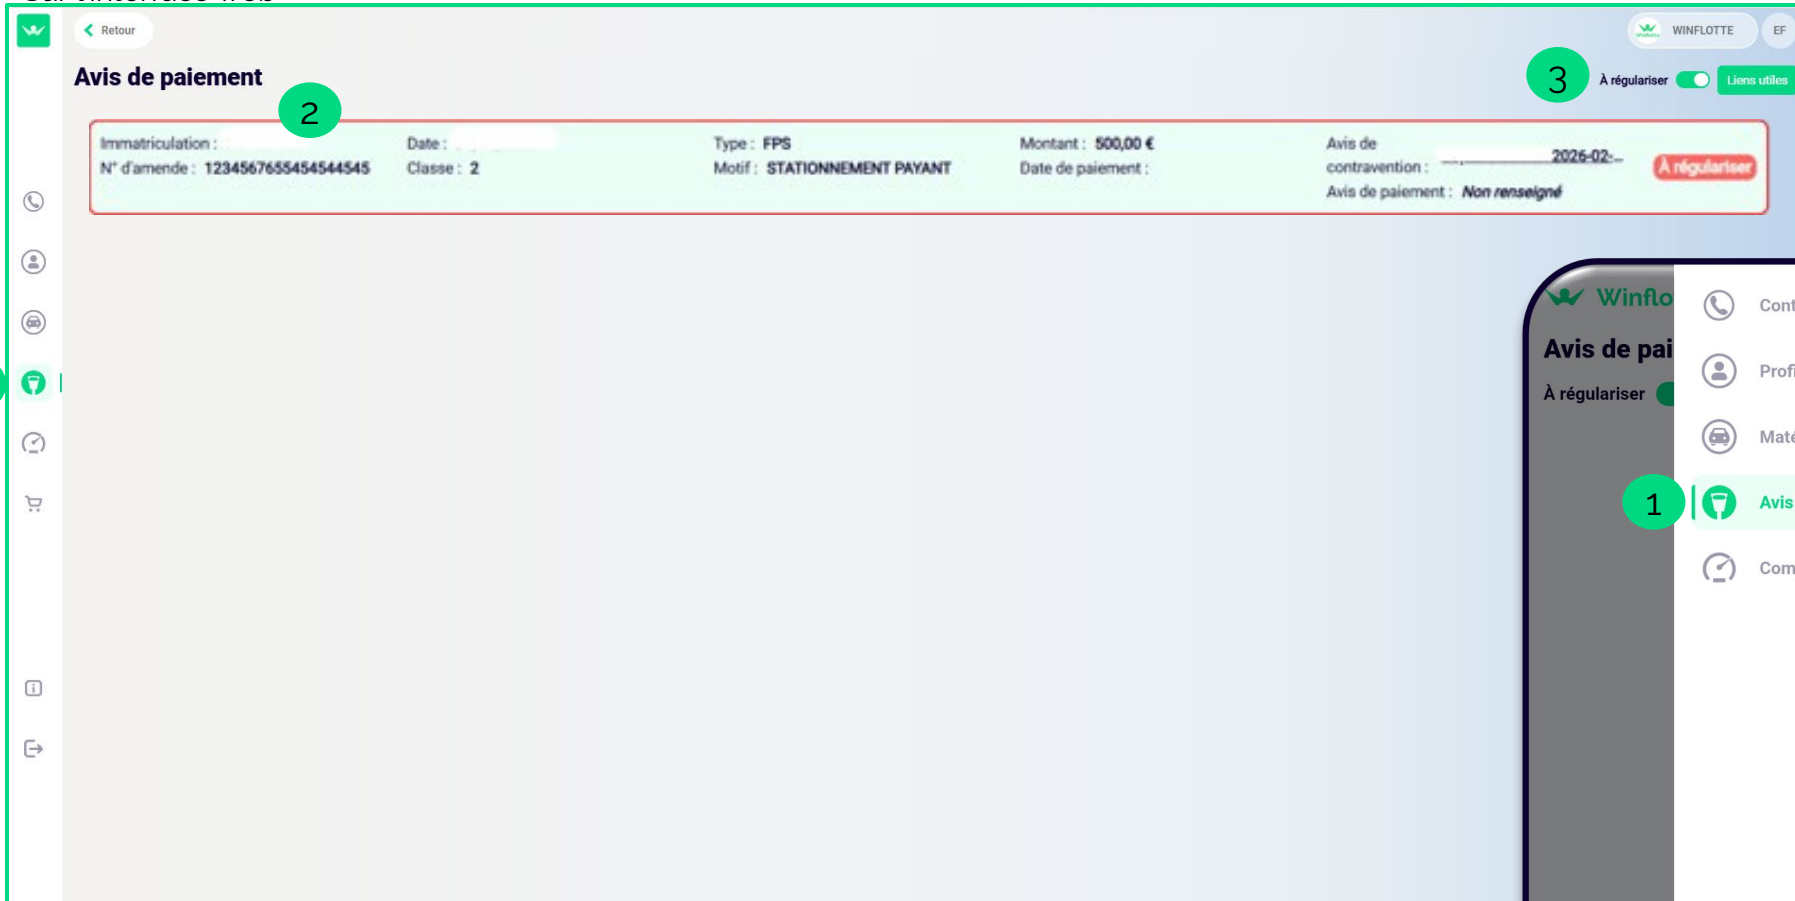 Retour
WINFLOTTE
EF
Avis de paiement
3
À régulariser
Liens utiles
2
Immatriculation :
Date :
Type : FPS
Montant : 500,00 €
Avis de
contravention :
2026-02-...
À régulariser
N° d'amende : 1234567655454544545
Classe : 2
Motif : STATIONNEMENT PAYANT
Date de paiement :
Avis de paiement : Non renseigné
Winflo
Avis de pai
À régulariser
Cont
Profi
Maté
1
Avis
Com